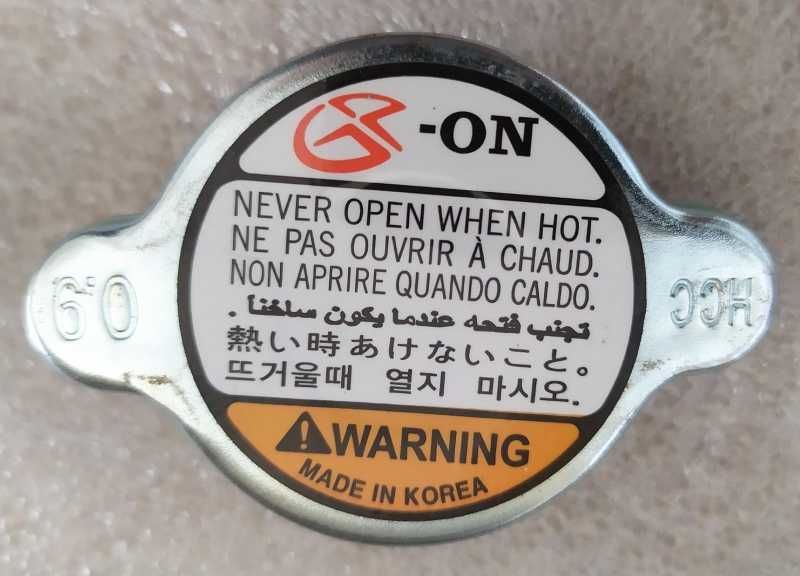 -ON
NEVER OPEN WHEN HOT.
NE PAS OUVRIR À CHAUD.
NON APRIRE QUANDO CALDO.
تجنب فتحه عندما يكون ساخناً .
熱い時あけないこと。
뜨거울때 열지 마시오.
WARNING
MADE IN KOREA
0.9
HCC